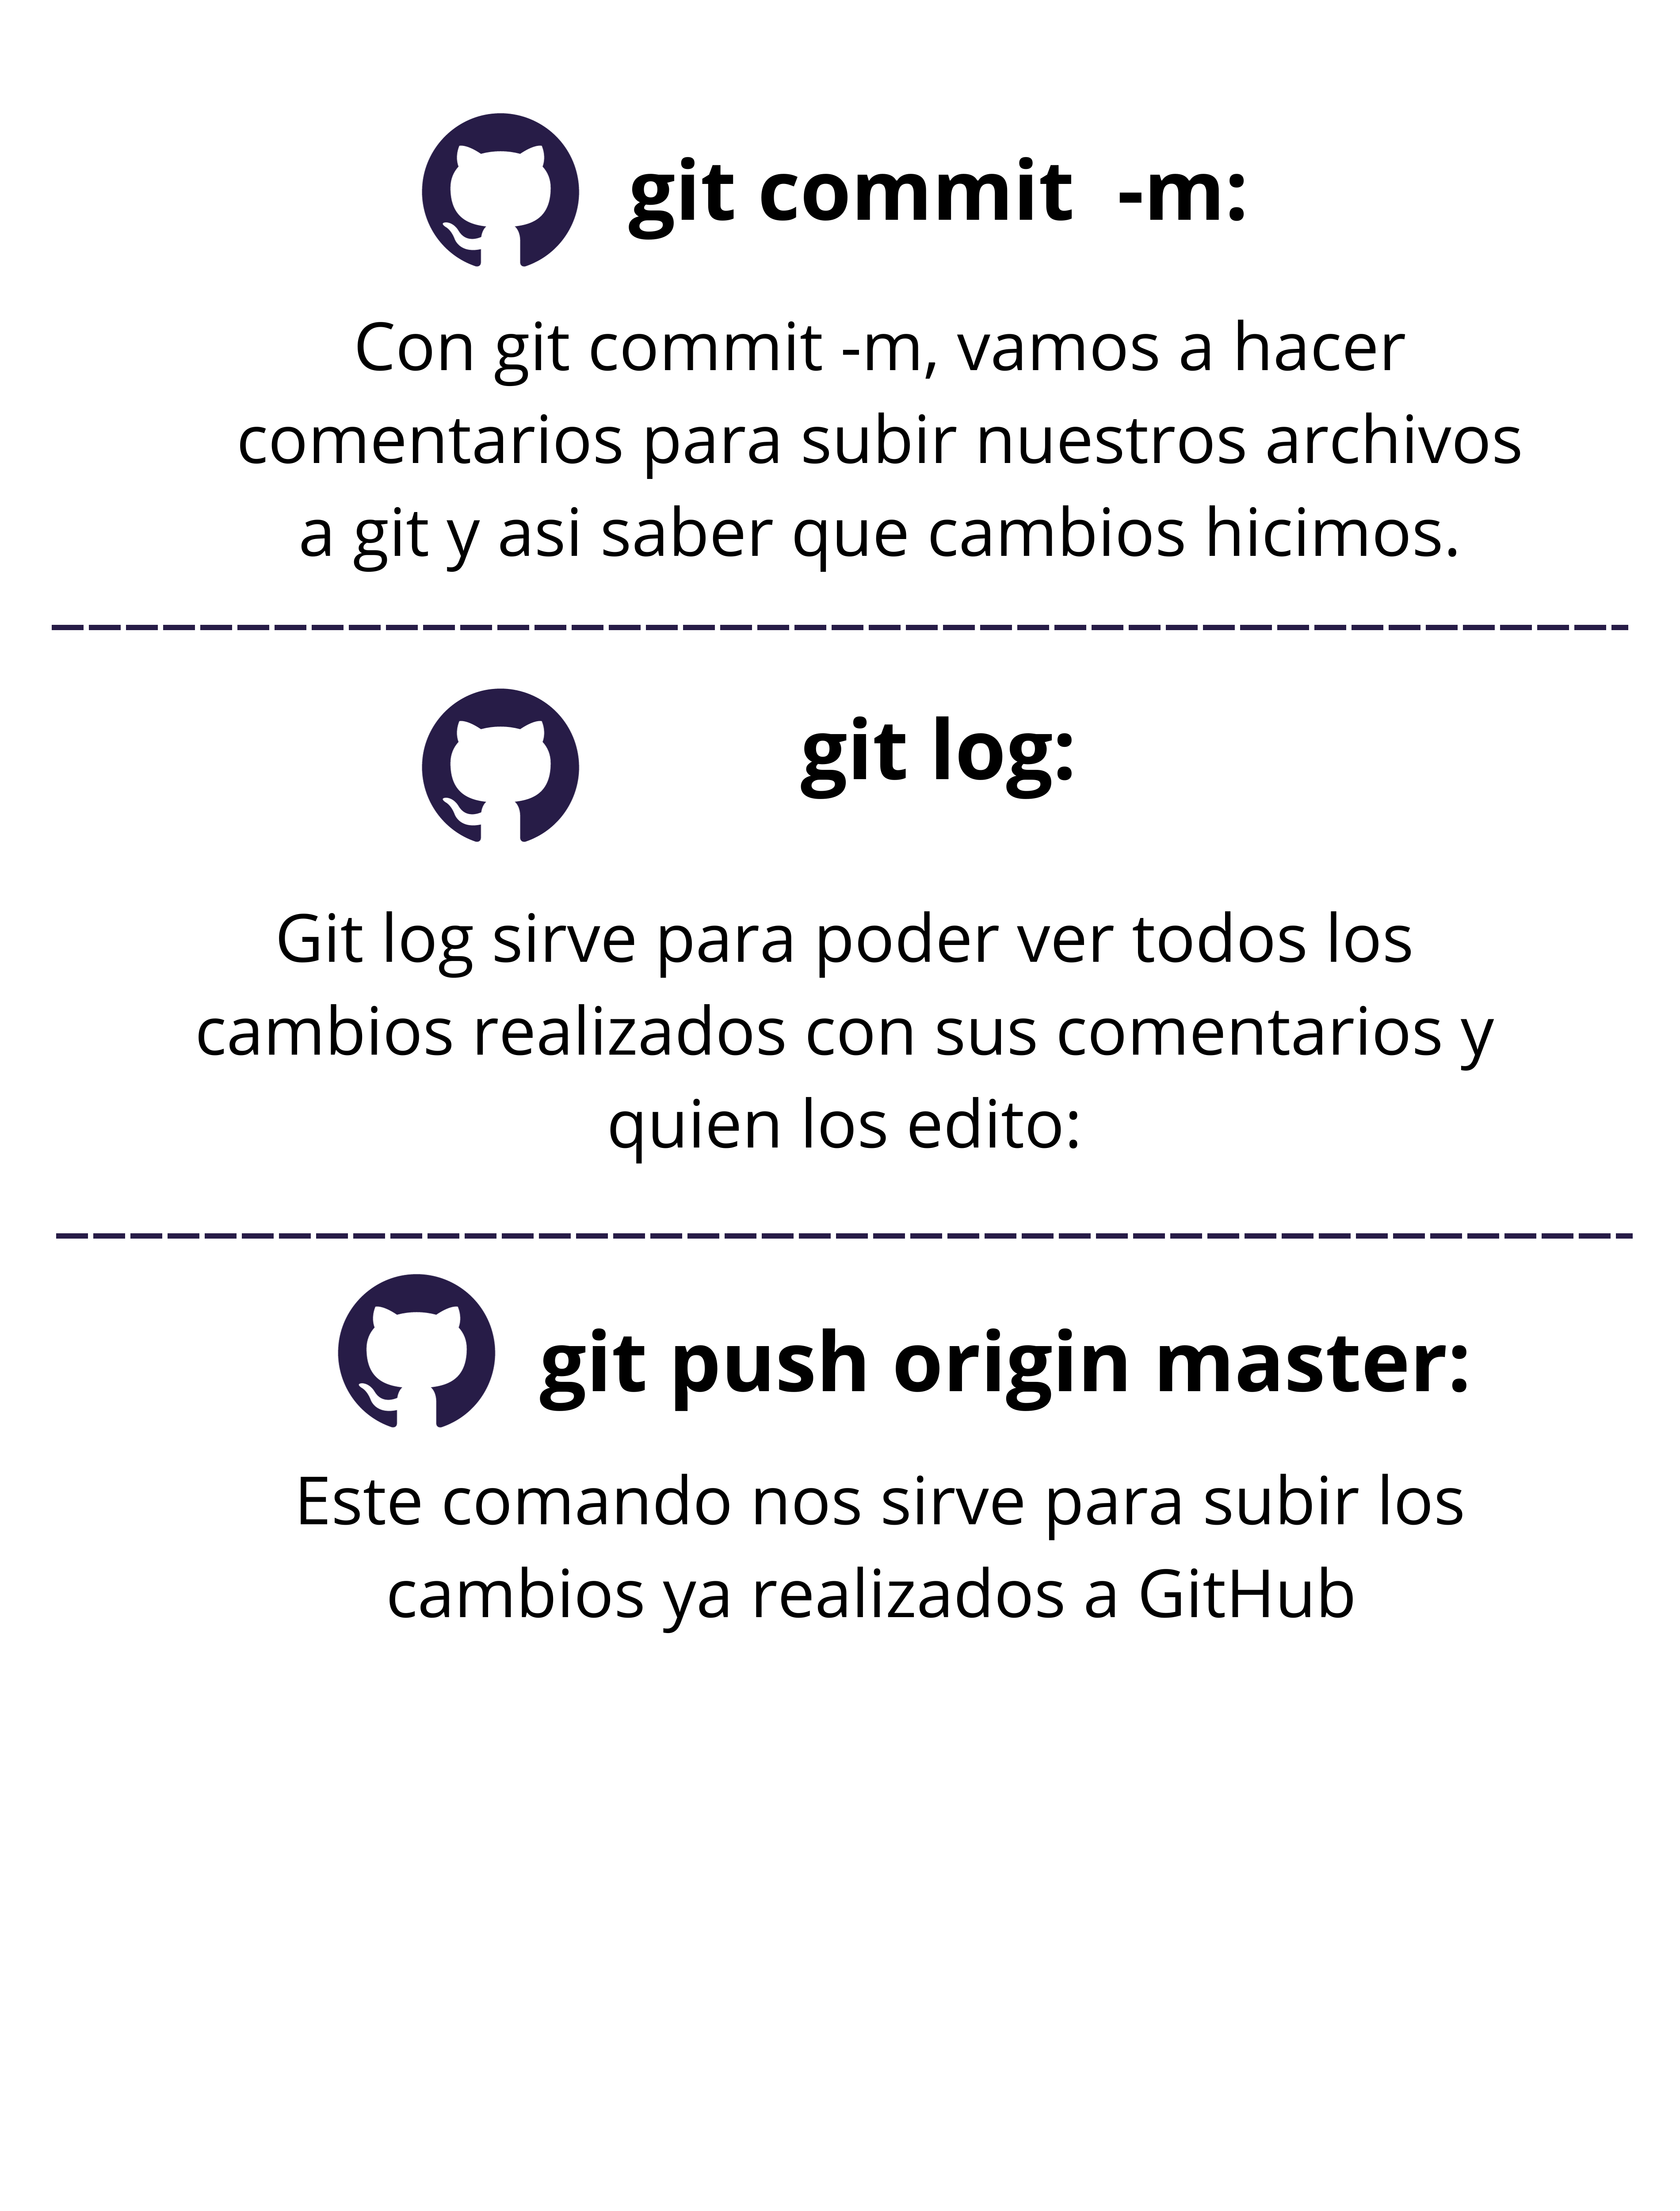 git commit  -m:
Con git commit -m, vamos a hacer
comentarios para subir nuestros archivos
a git y asi saber que cambios hicimos.
git log:
Git log sirve para poder ver todos los
cambios realizados con sus comentarios y
quien los edito:
git push origin master:
Este comando nos sirve para subir los
cambios ya realizados a GitHub